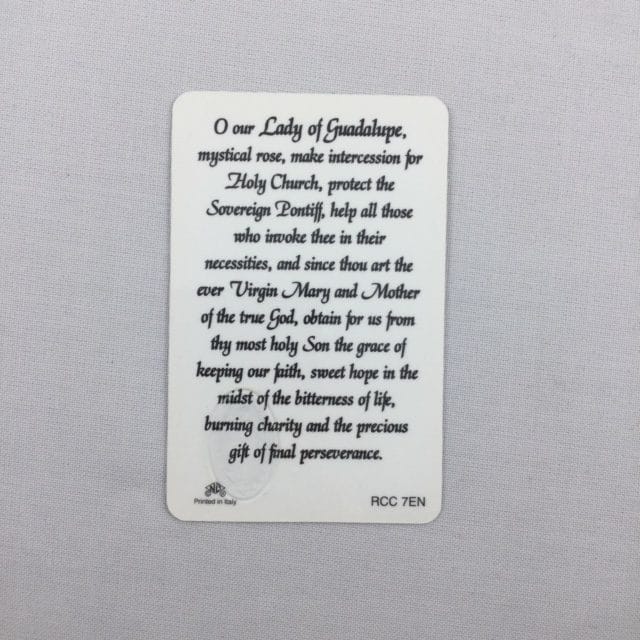 O our Lady of Guadalupe,
mystical rose, make intercession for
Holy Church, protect the
Sovereign Pontiff, help all those
who invoke thee in their
necessities, and since thou art the
ever Virgin Mary and Mother
of the true God, obtain for us from
thy most holy Son the grace of
keeping our faith, sweet hope in the
midst of the bitterness of life,
burning charity and the precious
gift of final perseverance.
Printed in Italy
RCC 7EN